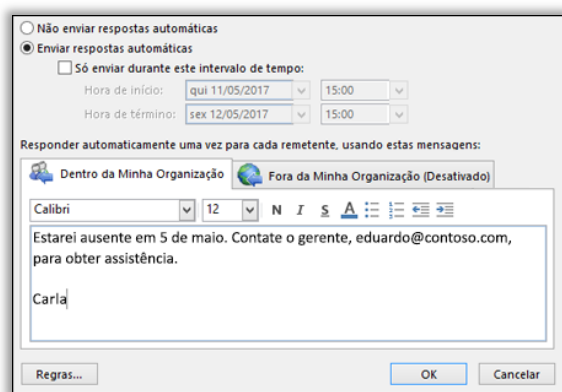 Não enviar respostas automáticas
Enviar respostas automáticas
Só enviar durante este intervalo de tempo:
Hora de início: qui 11/05/2017 15:00
Hora de término: sex 12/05/2017 15:00
Responder automaticamente uma vez para cada remetente, usando estas mensagens:
Dentro da Minha Organização Fora da Minha Organização (Desativado)
Calibri 12 N I S A
Estarei ausente em 5 de maio. Contate o gerente, eduardo@contoso.com,
para obter assistência.
Carla
Regras... OK Cancelar